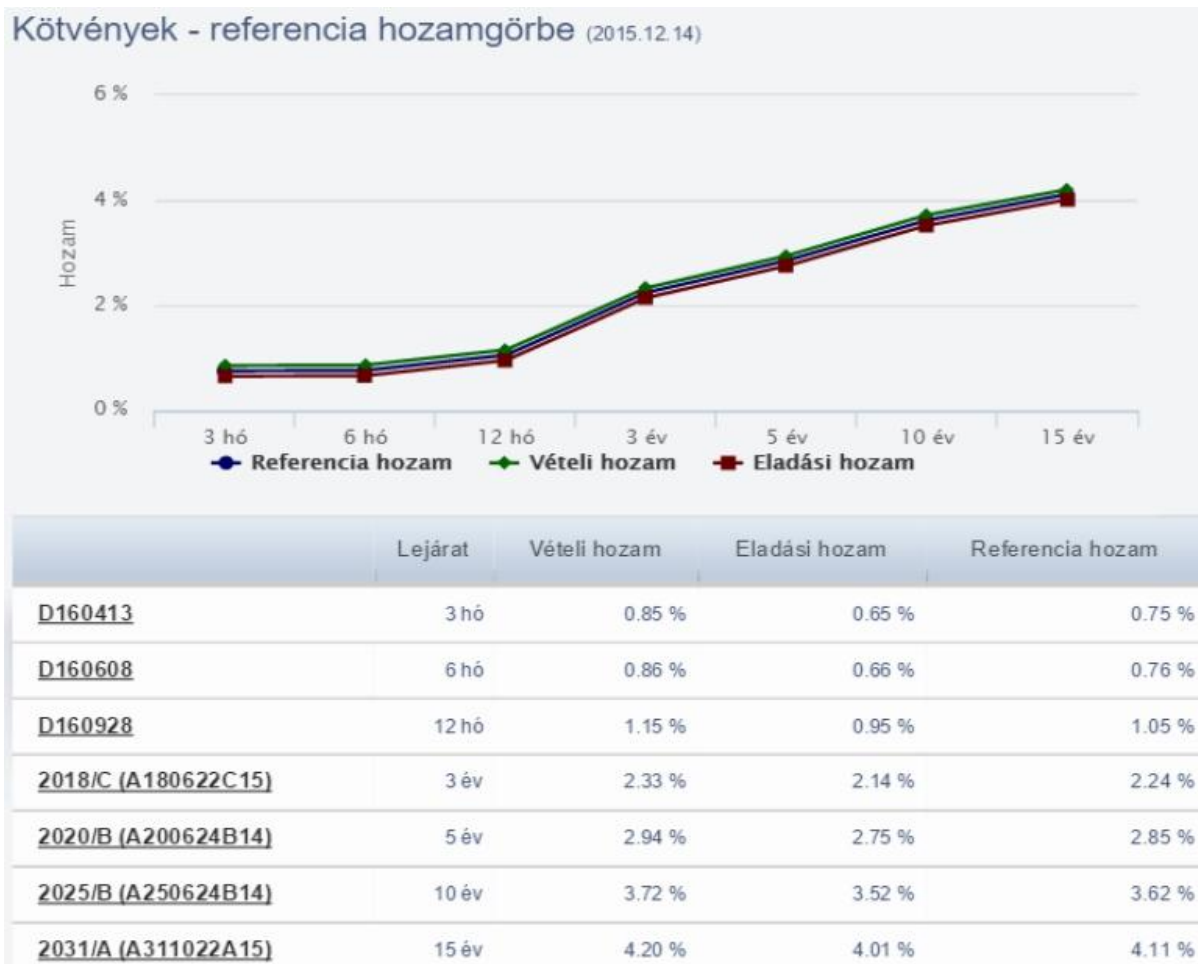 Kötvények - referencia hozamgörbe (2015.12.14)
6 %
4 %
2 %
0 %
Hozam
3 hó 6 hó 12 hó 3 év 5 év 10 év 15 év
Referencia hozam Vételi hozam Eladási hozam
Lejárat Vételi hozam Eladási hozam Referencia hozam
D160413 3 hó 0.85 % 0.65 % 0.75 %
D160608 6 hó 0.86 % 0.66 % 0.76 %
D160928 12 hó 1.15 % 0.95 % 1.05 %
2018/C (A180622C15) 3 év 2.33 % 2.14 % 2.24 %
2020/B (A200624B14) 5 év 2.94 % 2.75 % 2.85 %
2025/B (A250624B14) 10 év 3.72 % 3.52 % 3.62 %
2031/A (A311022A15) 15 év 4.20 % 4.01 % 4.11 %